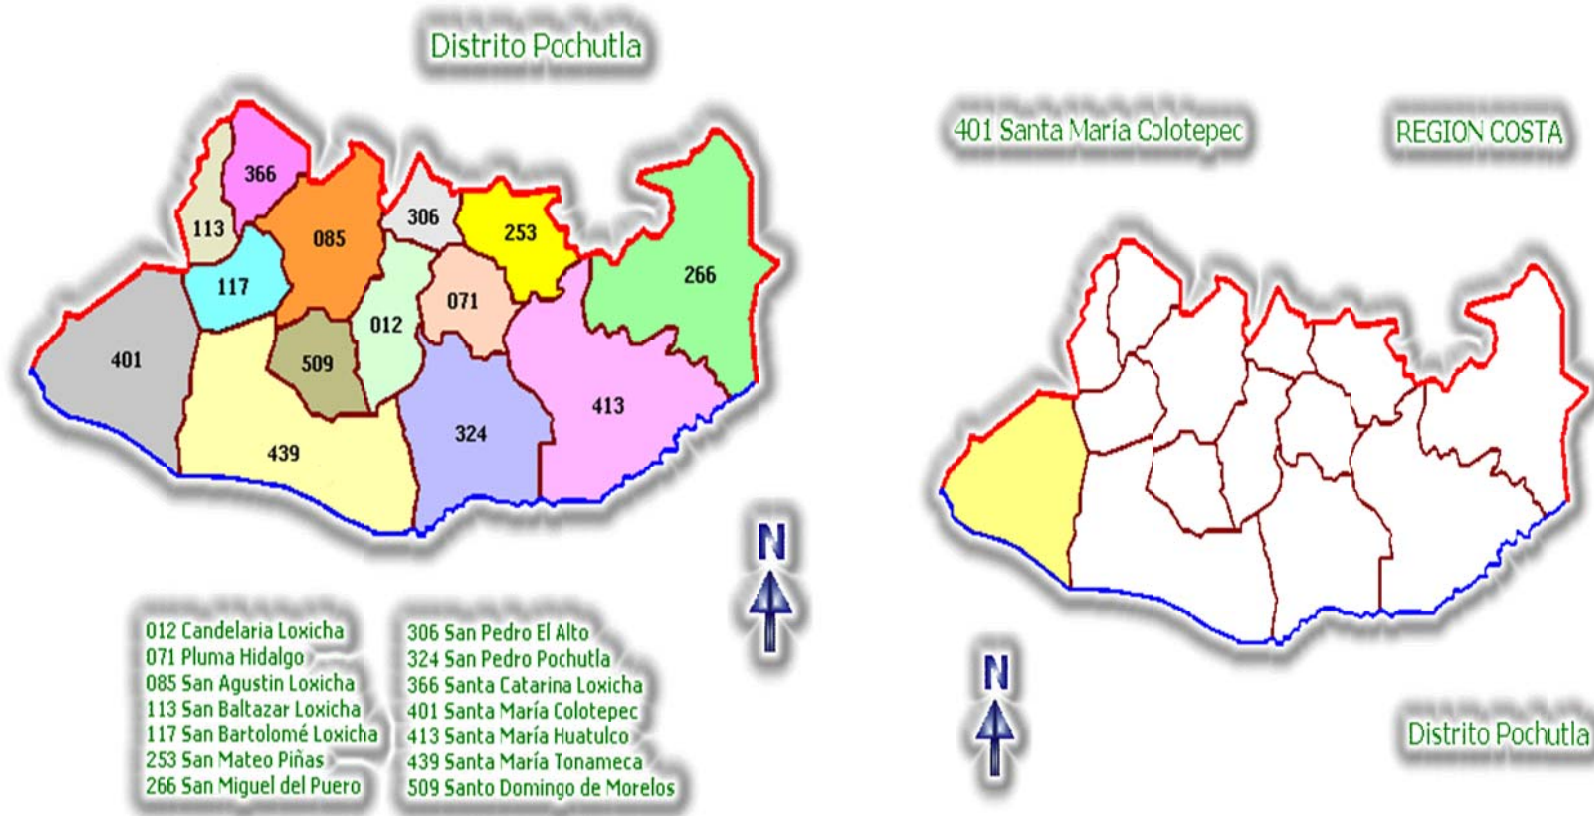 Distrito Pochutla
366
113
085
306
253
266
117
071
012
401
509
413
324
439
N
012 Candelaria Loxicha
071 Pluma Hidalgo
085 San Agustin Loxicha
113 San Baltazar Loxicha
117 San Bartolomé Loxicha
253 San Mateo Piñas
266 San Miguel del Puero
306 San Pedro El Alto
324 San Pedro Pochutla
366 Santa Catarina Loxicha
401 Santa María Colotepec
413 Santa María Huatulco
439 Santa María Tonameca
509 Santo Domingo de Morelos
401 Santa María Colotepec
REGION COSTA
N
Distrito Pochutla